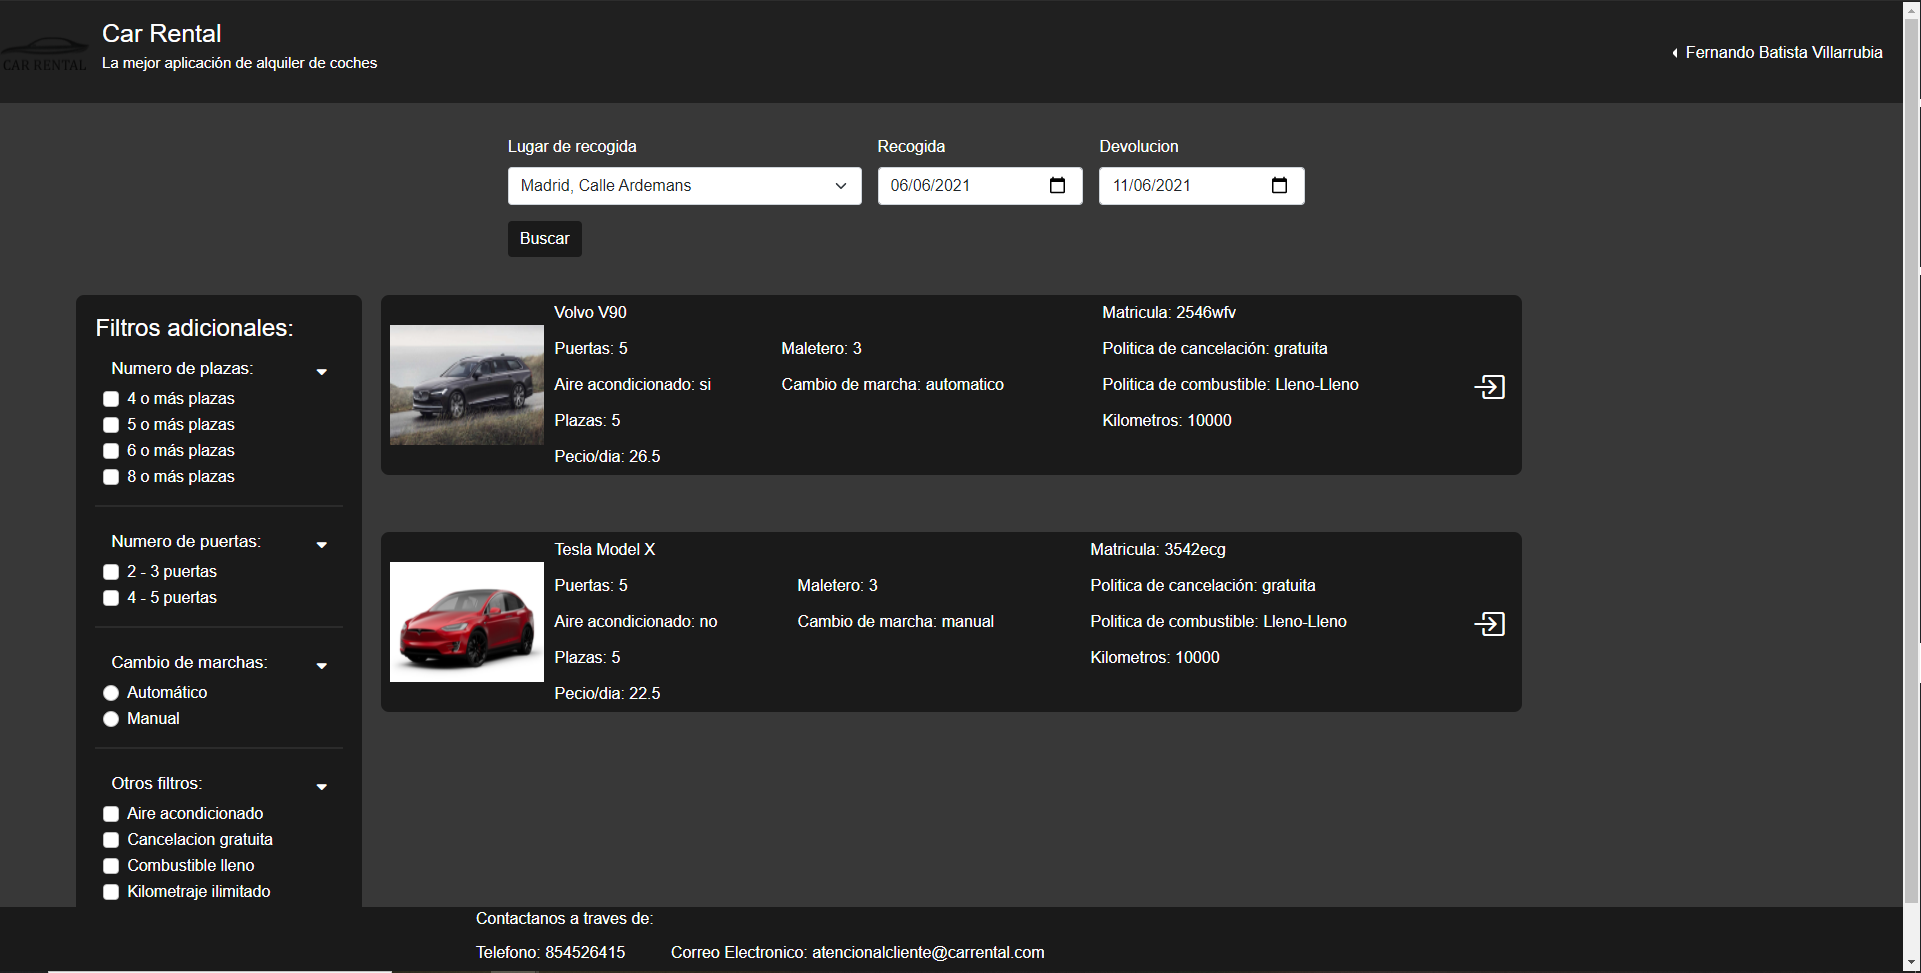 Car Rental
La mejor aplicación de alquiler de coches
CAR RENTAL
Fernando Batista Villarrubia
Lugar de recogida
Recogida
Devolucion
Madrid, Calle Ardemans
06/06/2021
11/06/2021
Buscar
Filtros adicionales:
Numero de plazas:
4 o más plazas
5 o más plazas
6 o más plazas
8 o más plazas
Numero de puertas:
2 - 3 puertas
4 - 5 puertas
Cambio de marchas:
Automático
Manual
Otros filtros:
Aire acondicionado
Cancelacion gratuita
Combustible lleno
Kilometraje ilimitado
Volvo V90
Puertas: 5
Aire acondicionado: si
Plazas: 5
Pecio/dia: 26.5
Maletero: 3
Cambio de marcha: automatico
Matricula: 2546wfv
Politica de cancelación: gratuita
Politica de combustible: Lleno-Lleno
Kilometros: 10000
Tesla Model X
Puertas: 5
Aire acondicionado: no
Plazas: 5
Pecio/dia: 22.5
Maletero: 3
Cambio de marcha: manual
Matricula: 3542ecg
Politica de cancelación: gratuita
Politica de combustible: Lleno-Lleno
Kilometros: 10000
Contactanos a traves de:
Telefono: 854526415
Correo Electronico: atencionalcliente@carrental.com